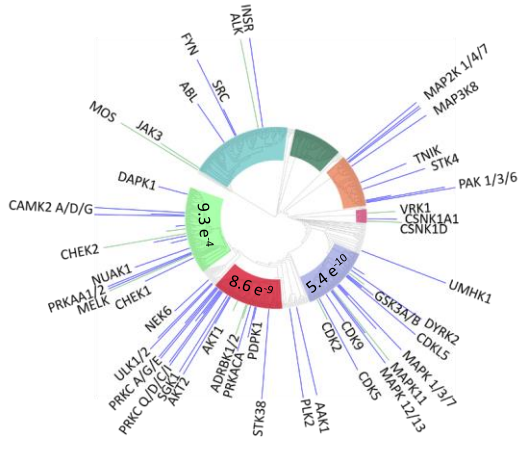 INSR
ALK
FYN
SRC
ABL
MOS
JAK3
MAP2K 1/4/7
MAP3K8
TNIK
STK4
PAK 1/3/6
VRK1
CSNK1A1
CSNK1D
UMHK1
DYRK2
GSK3A/B
CDKL5
MAPK 1/3/7
MAPK11
MAPK 12/13
CDK9
CDK5
CDK2
AAK1
PLK2
STK38
PDPK1
PRKACA
ADRBK1/2
AKT1
AKT2
SGK1
PRKC Q/D/C/I
PRKC A/G/E
ULK1/2
NEK6
CHEK1
MELK
PRKAA1/2
NUAK1
CHEK2
CAMK2 A/D/G
DAPK1
9.3 e-4
8.6 e-9
5.4 e-10